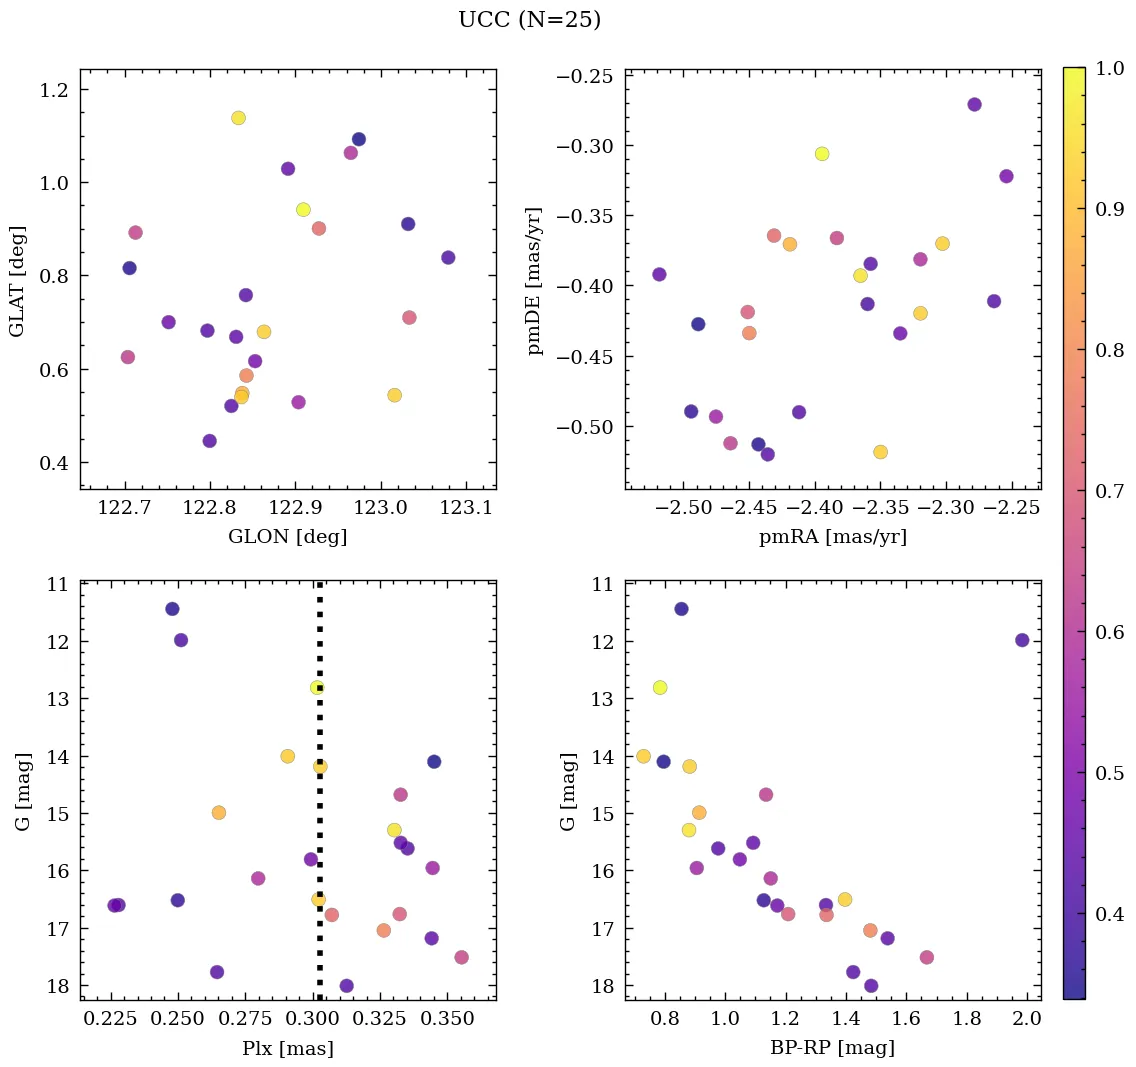 UCC (N=25)
1.2
1.0
0.8
0.6
0.4
GLAT [deg]
122.7 122.8 122.9 123.0 123.1
GLON [deg]
−0.25
−0.30
−0.35
−0.40
−0.45
−0.50
pmDE [mas/yr]
−2.50 −2.45 −2.40 −2.35 −2.30 −2.25
pmRA [mas/yr]
11
12
13
14
15
16
17
18
G [mag]
0.225 0.250 0.275 0.300 0.325 0.350
Plx [mas]
11
12
13
14
15
16
17
18
G [mag]
0.8 1.0 1.2 1.4 1.6 1.8 2.0
BP-RP [mag]
1.0
0.9
0.8
0.7
0.6
0.5
0.4